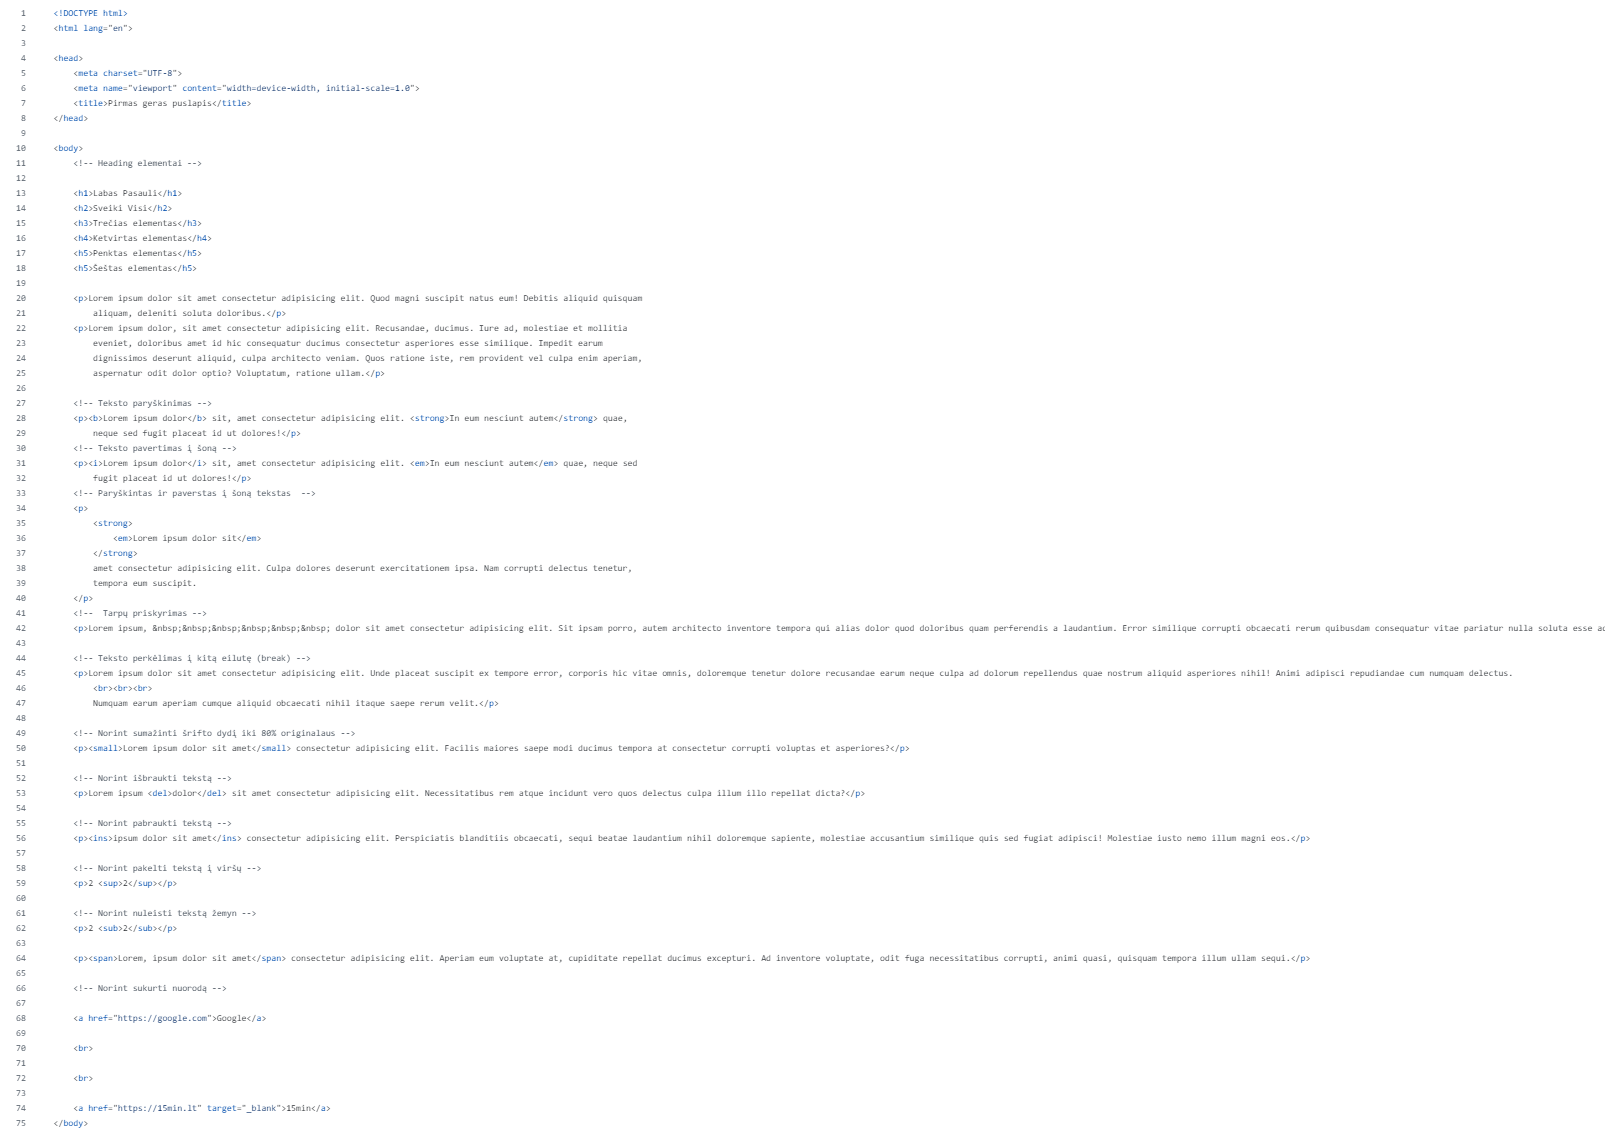 1 <!DOCTYPE html>
2 <html lang="en">
3
4 <head>
5 <meta charset="UTF-8">
6 <meta name="viewport" content="width=device-width, initial-scale=1.0">
7 <title>Pirmas geras puslapis</title>
8 </head>
9
10 <body>
11 <!-- Heading elementai -->
12
13 <h1>Labas Pasauli</h1>
14 <h2>Sveiki Visi</h2>
15 <h3>Trečias elementas</h3>
16 <h4>Ketvirtas elementas</h4>
17 <h5>Penktas elementas</h5>
18 <h5>Šeštas elementas</h5>
19
20 <p>Lorem ipsum dolor sit amet consectetur adipisicing elit. Quod magni suscipit natus eum! Debitis aliquid quisquam
21 aliquam, deleniti soluta doloribus.</p>
22 <p>Lorem ipsum dolor, sit amet consectetur adipisicing elit. Recusandae, ducimus. Iure ad, molestiae et mollitia
23 eveniet, doloribus amet id hic consequatur ducimus consectetur asperiores esse similique. Impedit earum
24 dignissimos deserunt aliquid, culpa architecto veniam. Quos ratione iste, rem provident vel culpa enim aperiam,
25 aspernatur odit dolor optio? Voluptatum, ratione ullam.</p>
26
27 <!-- Teksto paryškinimas -->
28 <p><b>Lorem ipsum dolor</b> sit, amet consectetur adipisicing elit. <strong>In eum nesciunt autem</strong> quae,
29 neque sed fugit placeat id ut dolores!</p>
30 <!-- Teksto pavertimas į šoną -->
31 <p><i>Lorem ipsum dolor</i> sit, amet consectetur adipisicing elit. <em>In eum nesciunt autem</em> quae, neque sed
32 fugit placeat id ut dolores!</p>
33 <!-- Paryškintas ir paverstas į šoną tekstas  -->
34 <p>
35 <strong>
36 <em>Lorem ipsum dolor sit</em>
37 </strong>
38 amet consectetur adipisicing elit. Culpa dolores deserunt exercitationem ipsa. Nam corrupti delectus tenetur,
39 tempora eum suscipit.
40 </p>
41 <!--  Tarpų priskyrimas -->
42 <p>Lorem ipsum, &nbsp;&nbsp;&nbsp;&nbsp;&nbsp;&nbsp; dolor sit amet consectetur adipisicing elit. Sit ipsam porro, autem architecto inventore tempora qui alias dolor quod doloribus quam perferendis a laudantium. Error similique corrupti obcaecati rerum quibusdam consequatur vitae pariatur nulla soluta esse
43
44 <!-- Teksto perkėlimas į kitą eilutę (break) -->
45 <p>Lorem ipsum dolor sit amet consectetur adipisicing elit. Unde placeat suscipit ex tempore error, corporis hic vitae omnis, doloremque tenetur dolore recusandae earum neque culpa ad dolorum repellendus quae nostrum aliquid asperiores nihil! Animi adipisci repudiandae cum numquam delectus.
46 <br><br><br>
47 Numquam earum aperiam cumque aliquid obcaecati nihil itaque saepe rerum velit.</p>
48
49 <!-- Norint sumažinti šrifto dydį iki 80% originalaus -->
50 <p><small>Lorem ipsum dolor sit amet</small> consectetur adipisicing elit. Facilis maiores saepe modi ducimus tempora at consectetur corrupti voluptas et asperiores?</p>
51
52 <!-- Norint išbraukti tekstą -->
53 <p>Lorem ipsum <del>dolor</del> sit amet consectetur adipisicing elit. Necessitatibus rem atque incidunt vero quos delectus culpa illum illo repellat dicta?</p>
54
55 <!-- Norint pabraukti tekstą -->
56 <p><ins>ipsum dolor sit amet</ins> consectetur adipisicing elit. Perspiciatis blanditiis obcaecati, sequi beatae laudantium nihil doloremque sapiente, molestiae accusantium similique quis sed fugiat adipisci! Molestiae iusto nemo illum magni eos.</p>
57
58 <!-- Norint pakelti tekstą į viršų -->
59 <p>2 <sup>2</sup></p>
60
61 <!-- Norint nuleisti tekstą žemyn -->
62 <p>2 <sub>2</sub></p>
63
64 <p><span>Lorem, ipsum dolor sit amet</span> consectetur adipisicing elit. Aperiam eum voluptate at, cupiditate repellat ducimus excepturi. Ad inventore voluptate, odit fuga necessitatibus corrupti, animi quasi, quisquam tempora illum ullam sequi.</p>
65
66 <!-- Norint sukurti nuorodą -->
67
68 <a href="https://google.com">Google</a>
69
70 <br>
71
72 <br>
73
74 <a href="https://15min.lt" target="_blank">15min</a>
75 </body>